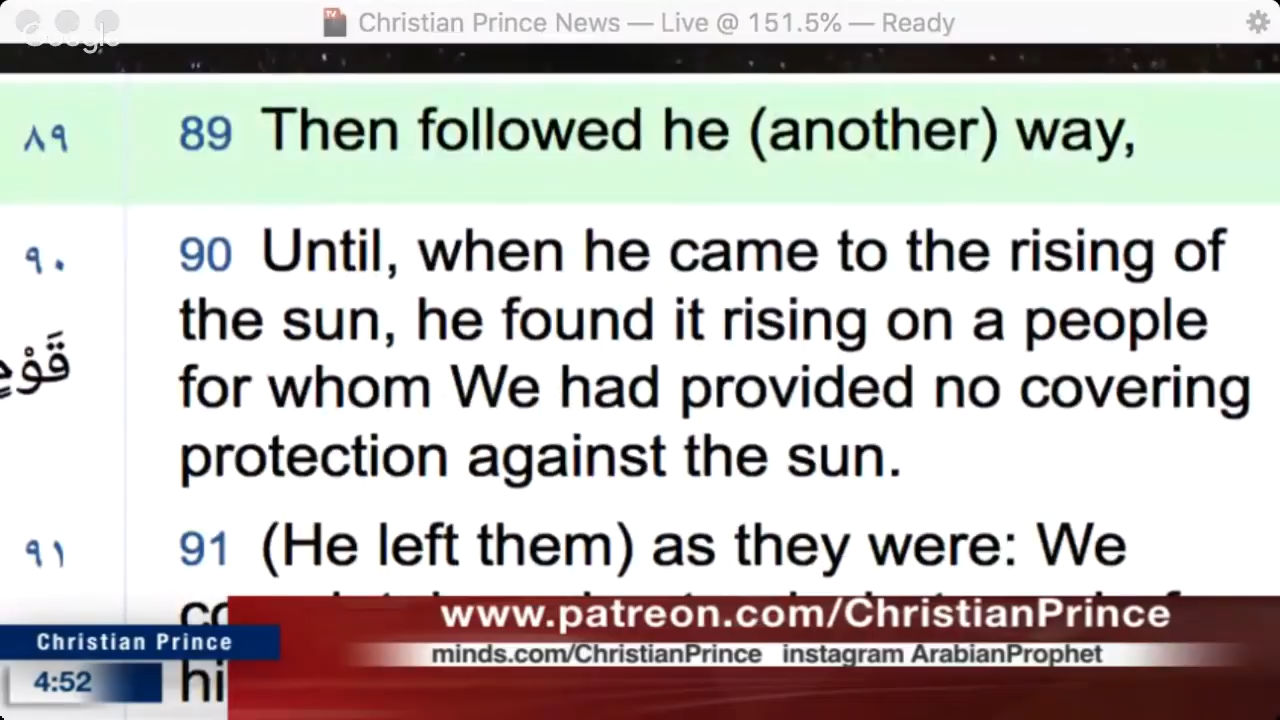 Christian Prince News — Live @ 151.5% — Ready
Google
٨٩
89 Then followed he (another) way,
٩٠
90 Until, when he came to the rising of
the sun, he found it rising on a people
قَوْمٍ
for whom We had provided no covering
protection against the sun.
٩١
91 (He left them) as they were: We
www.patreon.com/ChristianPrince
Christian Prince
minds.com/ChristianPrince instagram ArabianProphet
4:52